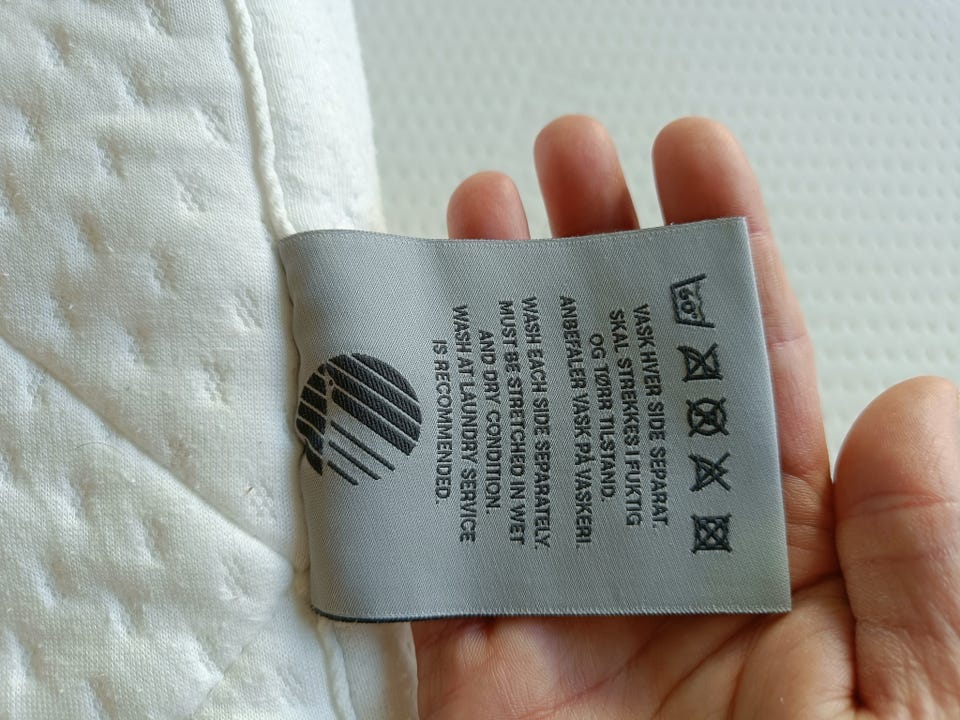 60°
VASK HVER SIDE SEPARAT.
SKAL STREKKES I FUKTIG
OG TØRR TILSTAND.
ANBEFALER VASK PÅ VASKERI.
WASH EACH SIDE SEPARATELY.
MUST BE STRETCHED IN WET
AND DRY CONDITION.
WASH AT LAUNDRY SERVICE
IS RECOMMENDED.